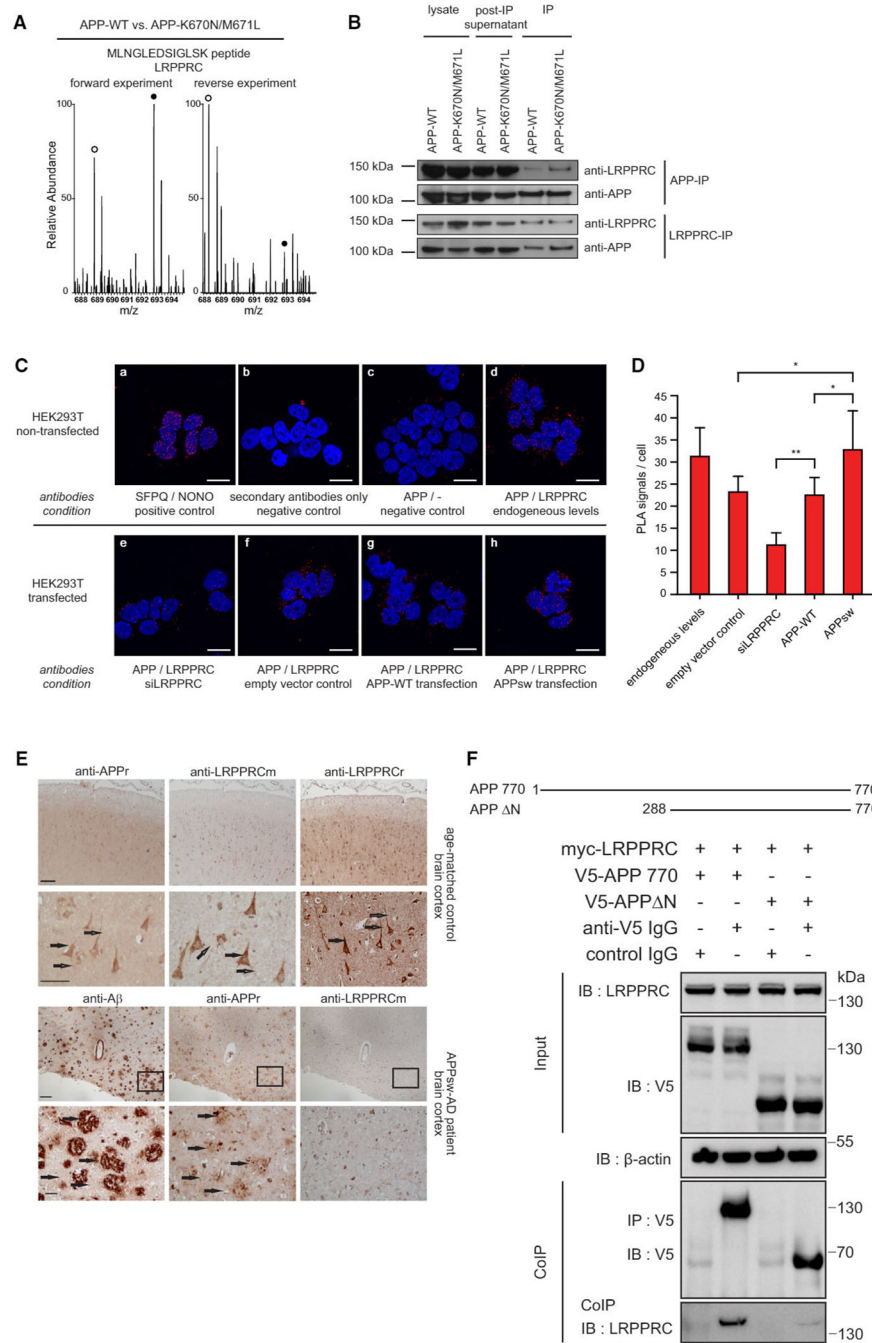 A
APP-WT vs. APP-K670N/M671L
MLNGLEDSIGLSK peptide
LRPPRC
forward experiment reverse experiment
100 100
Relative Abundance
50 50
0 0
688 689 690 691 692 693 694 688 689 690 691 692 693 694
m/z m/z
B
lysate post-IP supernatant IP
APP-WT APP-K670N/M671L APP-WT APP-K670N/M671L APP-WT APP-K670N/M671L
150 kDa anti-LRPPRC
APP-IP
100 kDa anti-APP
150 kDa anti-LRPPRC
LRPPRC-IP
100 kDa anti-APP
C
HEK293T non-transfected
a b c d
antibodies SFPQ / NONO secondary antibodies only APP / - APP / LRPPRC
condition positive control negative control negative control endogeneous levels
HEK293T transfected
e f g h
antibodies APP / LRPPRC APP / LRPPRC APP / LRPPRC APP / LRPPRC
condition siLRPPRC empty vector control APP-WT transfection APPsw transfection
D
* 
*
**
PLA signals / cell
45
40
35
30
25
20
15
10
5
0
endogeneous levels empty vector control siLRPPRC APP-WT APPsw
E
anti-APPr anti-LRPPRCm anti-LRPPRCr
age-matched control brain cortex
anti-Aβ anti-APPr anti-LRPPRCm
APPsw-AD patient brain cortex
F
APP 770 1 770
APP ΔN 288 770
myc-LRPPRC + + + +
V5-APP 770 + + - -
V5-APPΔN - - + +
anti-V5 IgG - + - +
control IgG + - + -
kDa
IB : LRPPRC
-130
Input
-130
IB : V5
-55
IB : β-actin
CoIP
IP : V5 -130
IB : V5 -70
CoIP
IB : LRPPRC -130